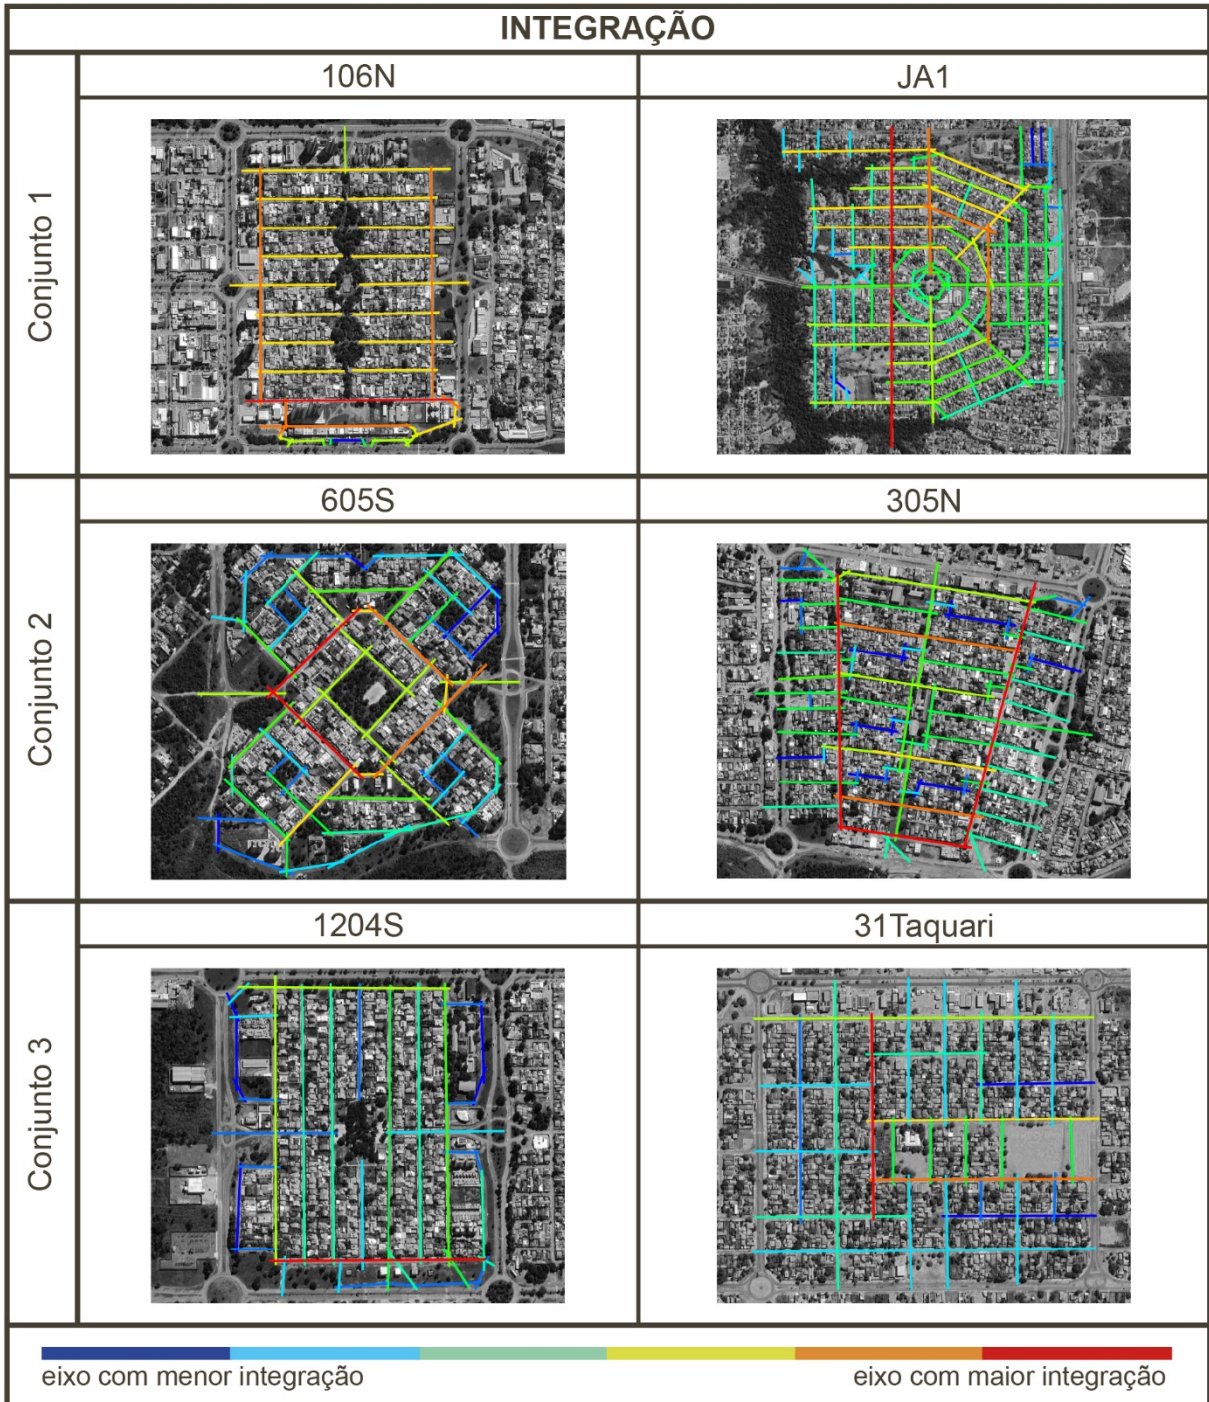 INTEGRAÇÃO
106N
JA1
Conjunto 1
605S
305N
Conjunto 2
1204S
31Taquari
Conjunto 3
eixo com menor integração
eixo com maior integração